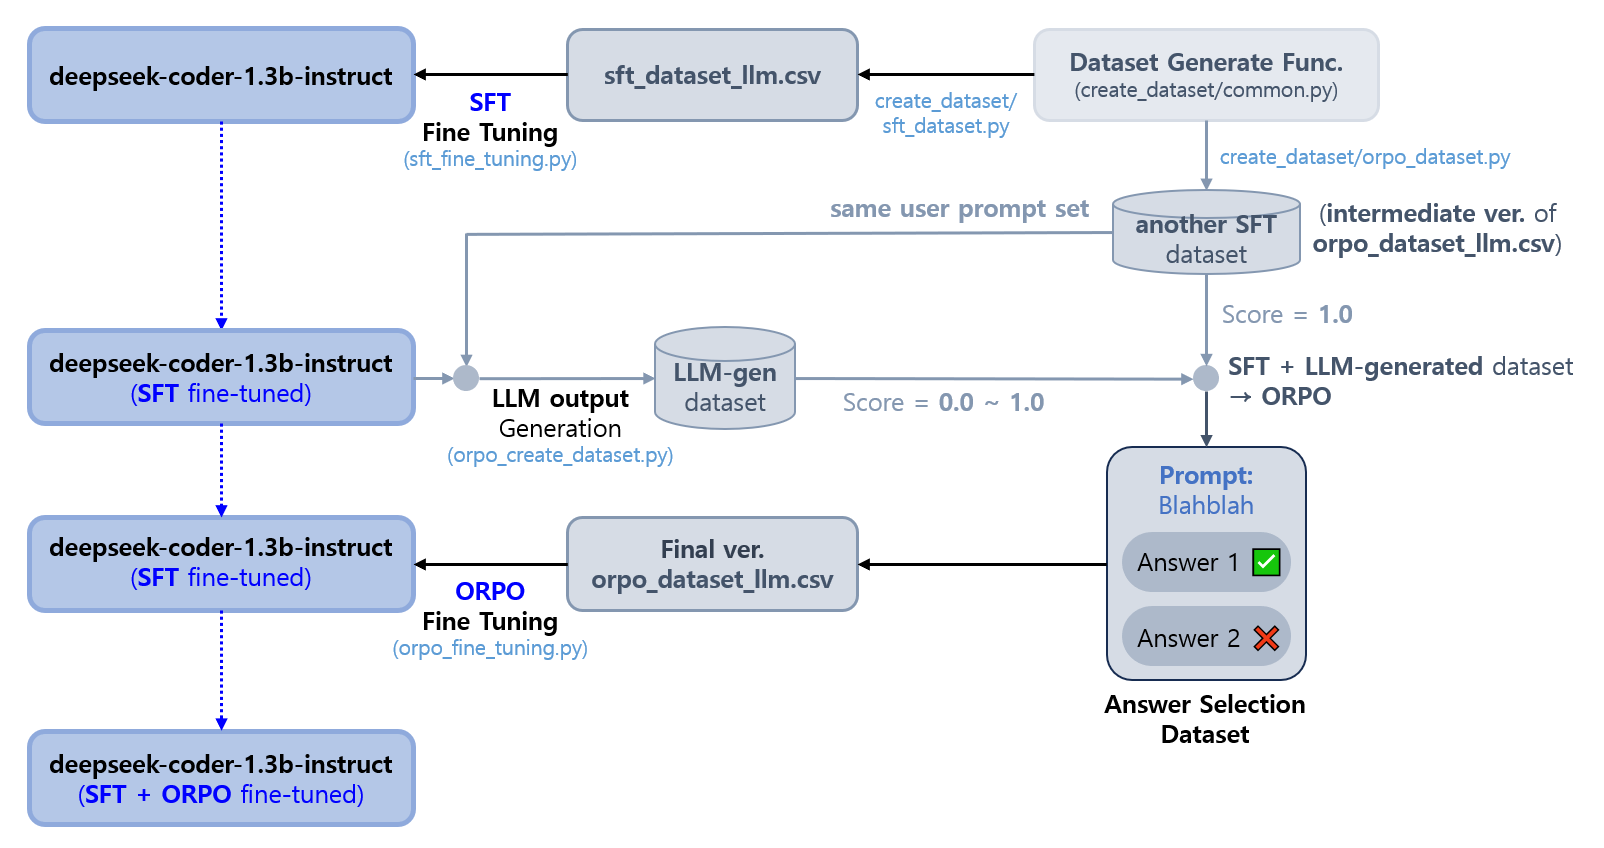 deepseek-coder-1.3b-instruct
SFT
Fine Tuning
(sft_fine_tuning.py)
sft_dataset_llm.csv
create_dataset/
sft_dataset.py
Dataset Generate Func.
(create_dataset/common.py)
create_dataset/orpo_dataset.py
same user prompt set
another SFT
dataset
(intermediate ver. of
orpo_dataset_llm.csv)
Score = 1.0
deepseek-coder-1.3b-instruct
(SFT fine-tuned)
LLM output
Generation
(orpo_create_dataset.py)
LLM-gen
dataset
Score = 0.0 ~ 1.0
SFT + LLM-generated dataset
→ ORPO
Prompt:
Blahblah
Answer 1
Answer 2
Answer Selection
Dataset
deepseek-coder-1.3b-instruct
(SFT fine-tuned)
ORPO
Fine Tuning
(orpo_fine_tuning.py)
Final ver.
orpo_dataset_llm.csv
deepseek-coder-1.3b-instruct
(SFT + ORPO fine-tuned)